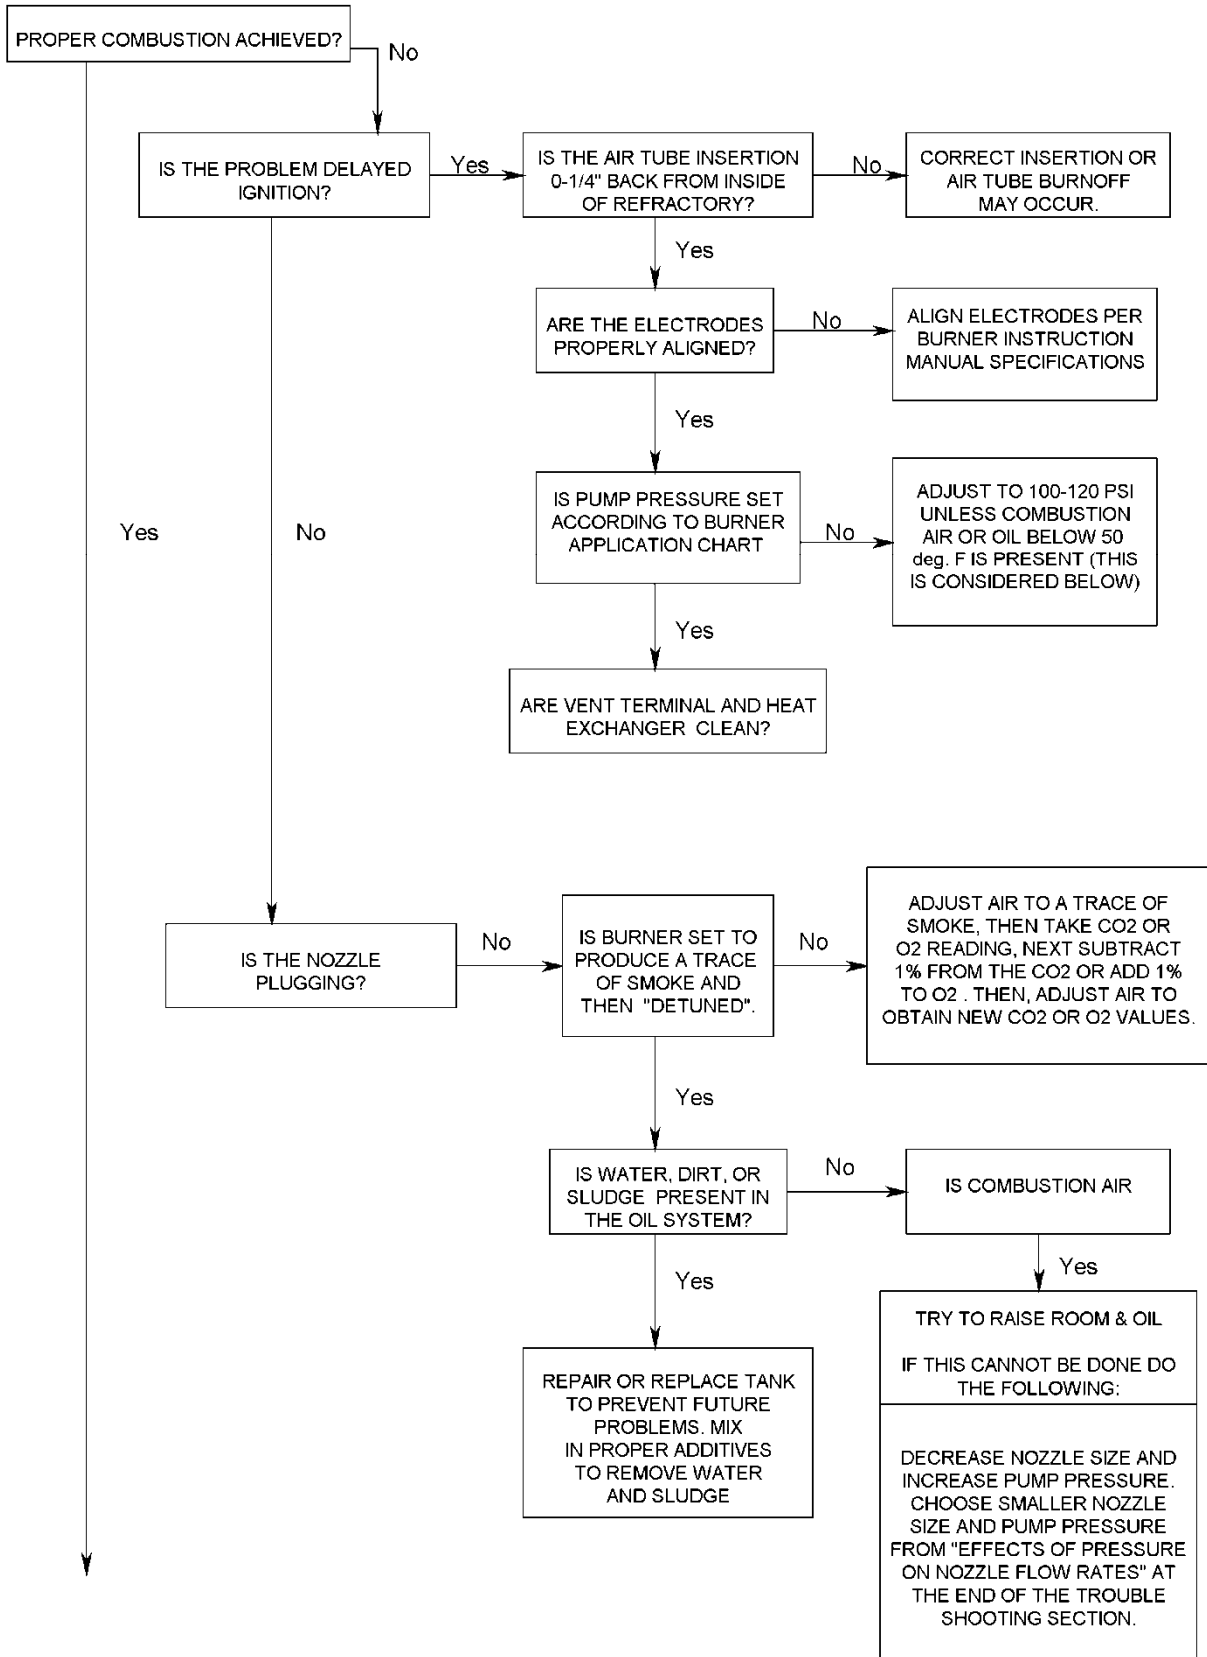 PROPER COMBUSTION ACHIEVED?
No
IS THE PROBLEM DELAYED
IGNITION?
Yes
IS THE AIR TUBE INSERTION
0-1/4" BACK FROM INSIDE
OF REFRACTORY?
No
CORRECT INSERTION OR
AIR TUBE BURNOFF
MAY OCCUR.
Yes
ARE THE ELECTRODES
PROPERLY ALIGNED?
No
ALIGN ELECTRODES PER
BURNER INSTRUCTION
MANUAL SPECIFICATIONS
Yes
IS PUMP PRESSURE SET
ACCORDING TO BURNER
APPLICATION CHART
No
ADJUST TO 100-120 PSI
UNLESS COMBUSTION
AIR OR OIL BELOW 50
deg. F IS PRESENT (THIS
IS CONSIDERED BELOW)
Yes
No
Yes
ARE VENT TERMINAL AND HEAT
EXCHANGER CLEAN?
IS THE NOZZLE
PLUGGING?
No
IS BURNER SET TO
PRODUCE A TRACE
OF SMOKE AND
THEN "DETUNED".
No
ADJUST AIR TO A TRACE OF
SMOKE, THEN TAKE CO2 OR
O2 READING, NEXT SUBTRACT
1% FROM THE CO2 OR ADD 1%
TO O2 . THEN, ADJUST AIR TO
OBTAIN NEW CO2 OR O2 VALUES.
Yes
IS WATER, DIRT, OR
SLUDGE PRESENT IN
THE OIL SYSTEM?
No
IS COMBUSTION AIR
Yes
Yes
REPAIR OR REPLACE TANK
TO PREVENT FUTURE
PROBLEMS. MIX
IN PROPER ADDITIVES
TO REMOVE WATER
AND SLUDGE
TRY TO RAISE ROOM & OIL
IF THIS CANNOT BE DONE DO
THE FOLLOWING:
DECREASE NOZZLE SIZE AND
INCREASE PUMP PRESSURE.
CHOOSE SMALLER NOZZLE
SIZE AND PUMP PRESSURE
FROM "EFFECTS OF PRESSURE
ON NOZZLE FLOW RATES" AT
THE END OF THE TROUBLE
SHOOTING SECTION.